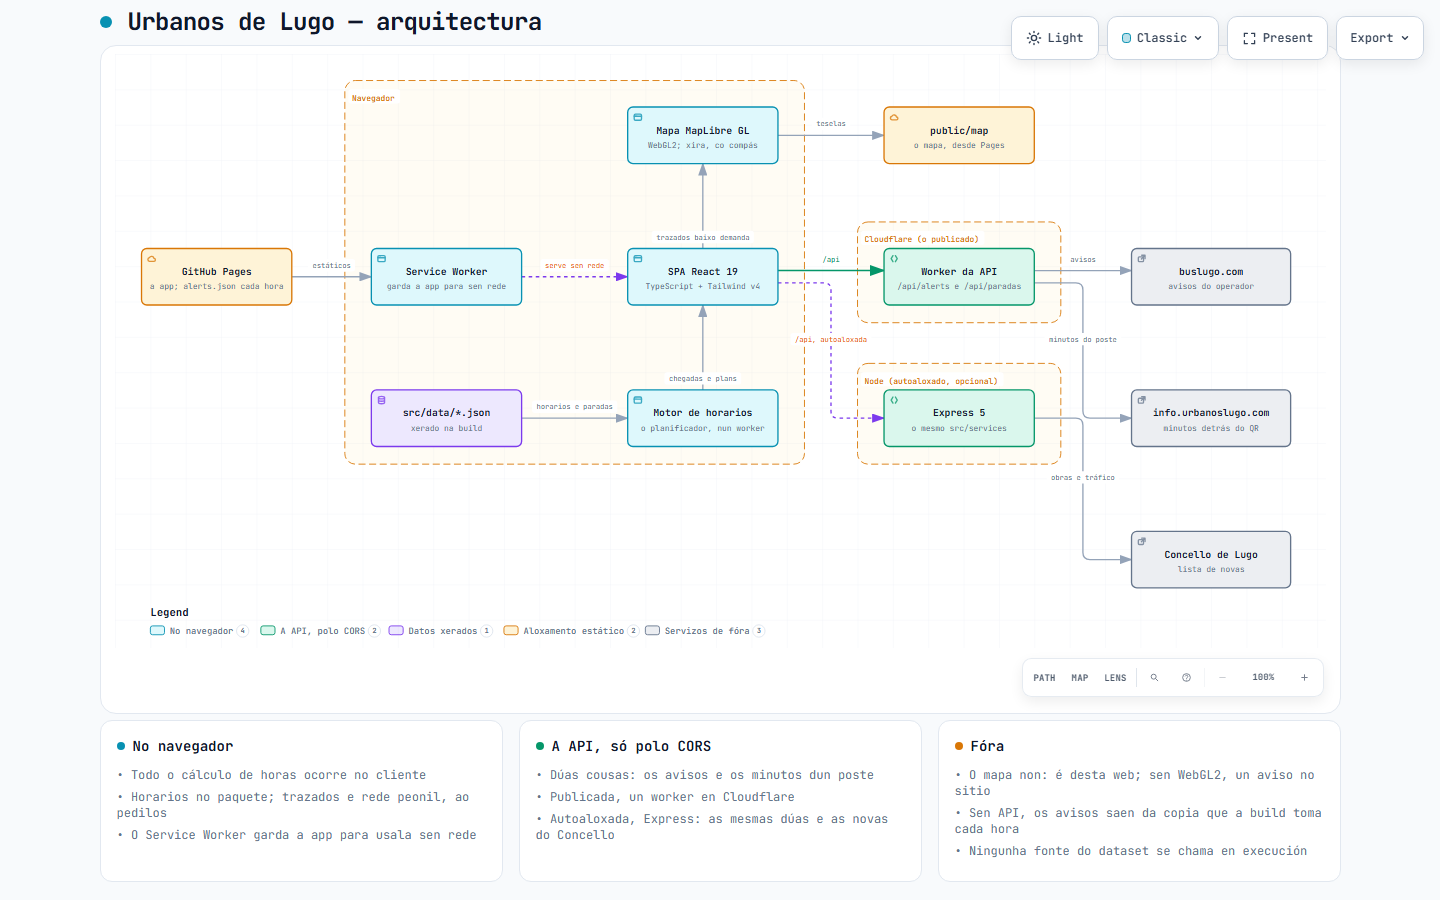 Urbanos de Lugo — arquitectura
Light
Classic
Present
Export
Navegador
Mapa MapLibre GL
WebGL2; xira, co compás
teselas
public/map
o mapa, desde Pages
trazados baixo demanda
Cloudflare (o publicado)
GitHub Pages
a app; alerts.json cada hora
estáticos
Service Worker
garda a app para sen rede
serve sen rede
SPA React 19
TypeScript + Tailwind v4
/api
Worker da API
/api/alerts e /api/paradas
avisos
buslugo.com
avisos do operador
/api, autoaloxada
minutos do poste
chegadas e plans
Node (autoaloxado, opcional)
src/data/*.json
xerado na build
horarios e paradas
Motor de horarios
o planificador, nun worker
Express 5
o mesmo src/services
info.urbanoslugo.com
minutos detrás do QR
obras e tráfico
Concello de Lugo
lista de novas
Legend
No navegador 4
A API, polo CORS 2
Datos xerados 1
Aloxamento estático 2
Servizos de fóra 3
PATH
MAP
LENS
100%
No navegador
• Todo o cálculo de horas ocorre no cliente
• Horarios no paquete; trazados e rede peonil, ao
pedilos
• O Service Worker garda a app para usala sen rede
A API, só polo CORS
• Dúas cousas: os avisos e os minutos dun poste
• Publicada, un worker en Cloudflare
• Autoaloxada, Express: as mesmas dúas e as novas
do Concello
Fóra
• O mapa non: é desta web; sen WebGL2, un aviso no
sitio
• Sen API, os avisos saen da copia que a build toma
cada hora
• Ningunha fonte do dataset se chama en execución